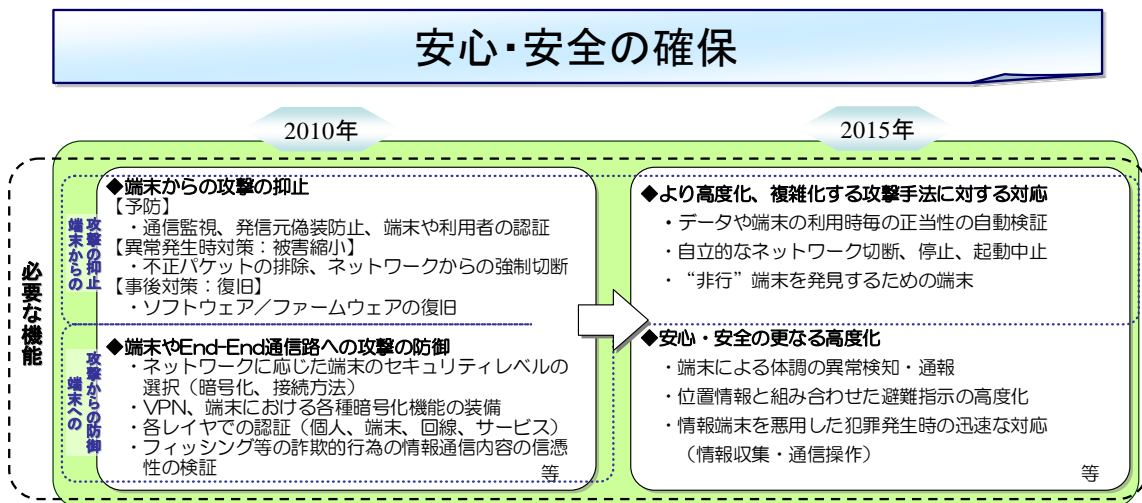 安心・安全の確保
2010年
2015年
必要な機能
端末からの
攻撃の抑止
◆端末からの攻撃の抑止
【予防】
・通信監視、発信元偽装防止、端末や利用者の認証
【異常発生時対策：被害縮小】
・不正パケットの排除、ネットワークからの強制切断
【事後対策：復旧】
・ソフトウェア／ファームウェアの復旧
端末への
攻撃からの防御
◆端末やEnd-End通信路への攻撃の防御
・ネットワークに応じた端末のセキュリティレベルの
選択（暗号化、接続方法）
・VPN、端末における各種暗号化機能の装備
・各レイヤでの認証（個人、端末、回線、サービス）
・フィッシング等の詐欺的行為の情報通信内容の信憑
性の検証
等
◆より高度化、複雑化する攻撃手法に対する対応
・データや端末の利用時毎の正当性の自動検証
・自立的なネットワーク切断、停止、起動中止
・“非行”端末を発見するための端末
◆安心・安全の更なる高度化
・端末による体調の異常検知・通報
・位置情報と組み合わせた避難指示の高度化
・情報端末を悪用した犯罪発生時の迅速な対応
（情報収集・通信操作）
等